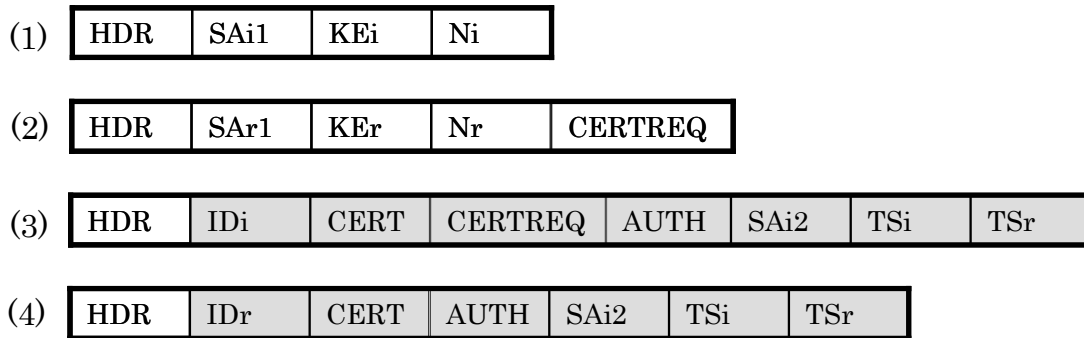 (1) HDR SAi1 KEi Ni
(2) HDR SAr1 KEr Nr CERTREQ
(3) HDR IDi CERT CERTREQ AUTH SAi2 TSi TSr
(4) HDR IDr CERT AUTH SAi2 TSi TSr